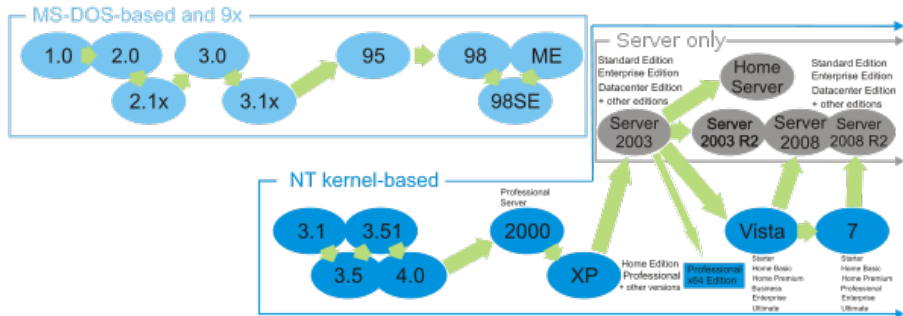 MS-DOS-based and 9x
1.0
2.0
3.0
95
98
ME
2.1x
3.1x
98SE
Server only
Standard Edition
Enterprise Edition
Datacenter Edition
+ other editions
Home
Server
Standard Edition
Enterprise Edition
Datacenter Edition
+ other editions
Server
2003
Server
2003 R2
Server
2008
Server
2008 R2
NT kernel-based
Professional
Server
3.1
3.51
2000
3.5
4.0
XP
Home Edition
Professional
+ other versions
Professional
x64 Edition
Vista
7
Starter
Home Basic
Home Premium
Business
Enterprise
Ultimate
Starter
Home Basic
Home Premium
Professional
Enterprise
Ultimate